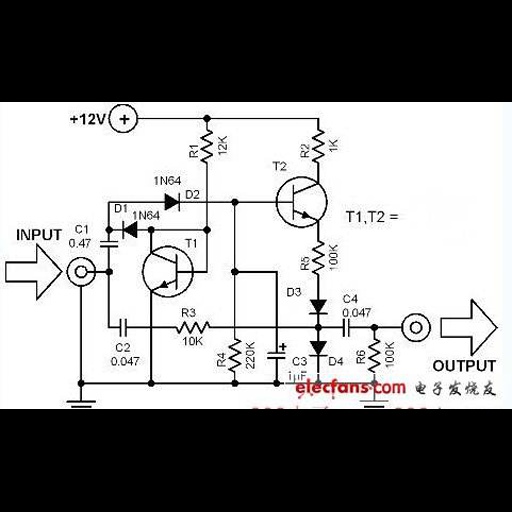 +12V
R1
12K
R2
1K
T2
1N64
D2
D1
1N64
T1,T2 =
INPUT
C1
0.47
T1
R5
100K
D3
C4
0.047
R3
10K
C2
0.047
R4
220K
+
C3
1µF
D4
R6
100K
OUTPUT
elecfans.com 电子发烧友